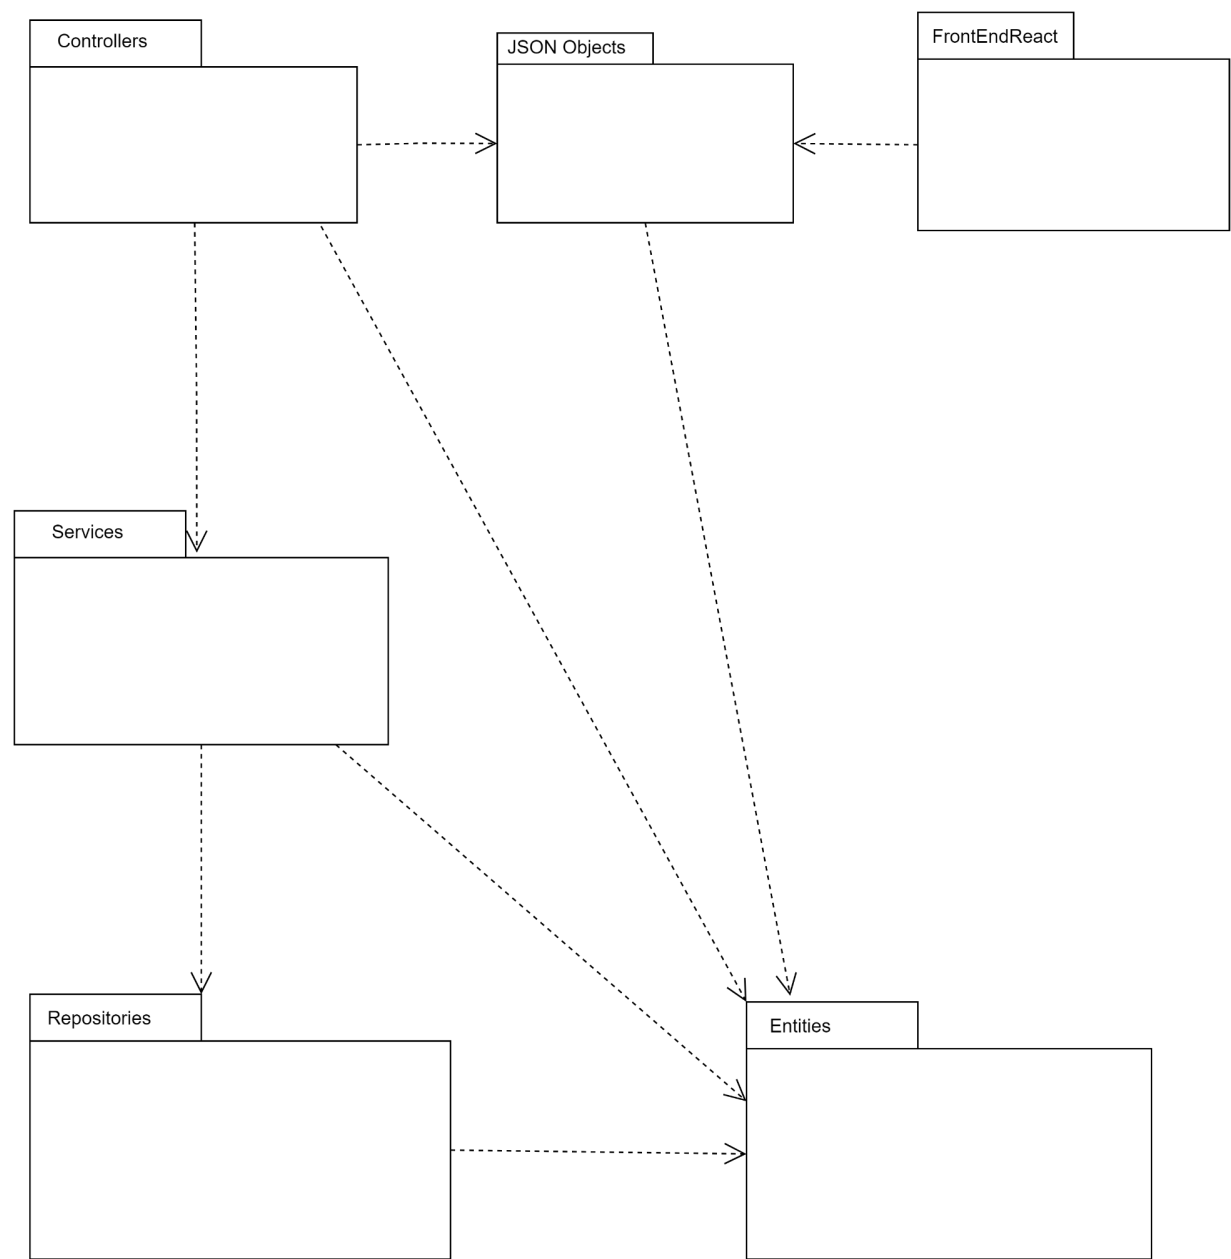 Controllers
JSON Objects
FrontEndReact
Services
Repositories
Entities